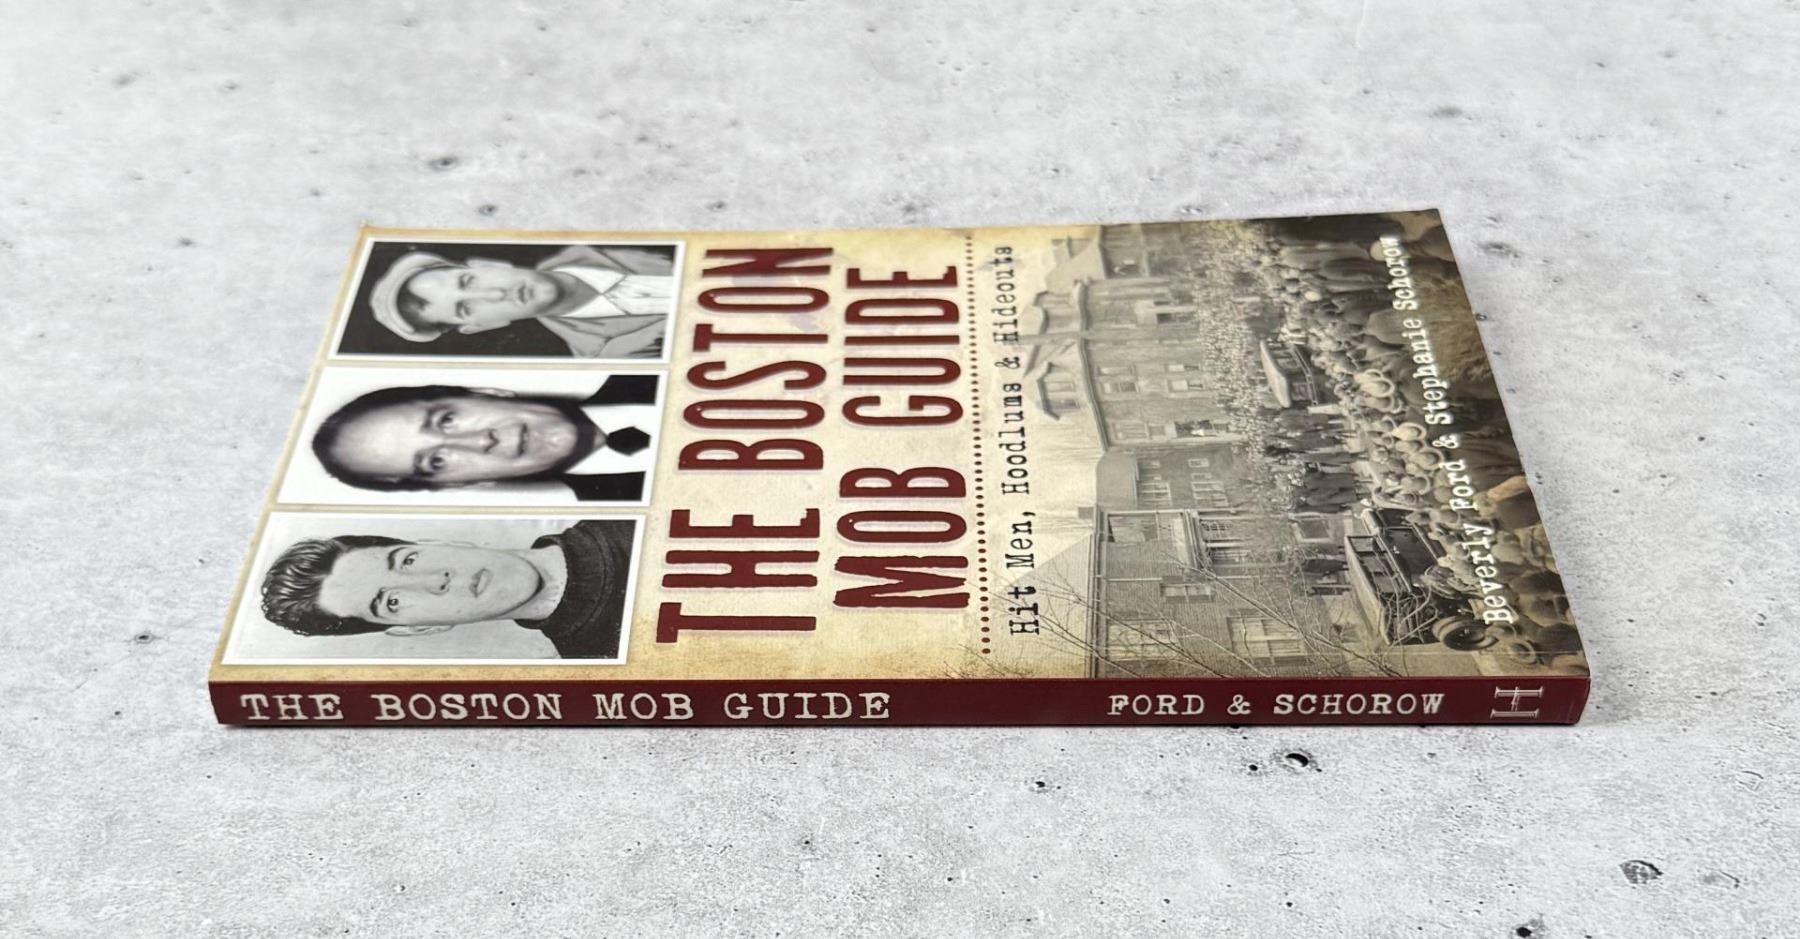 THE BOSTON
MOB GUIDE
Hit Men, Hoodlums & Hideouts
Beverly Ford & Stephanie Schorow
THE BOSTON MOB GUIDE
FORD & SCHOROW
H